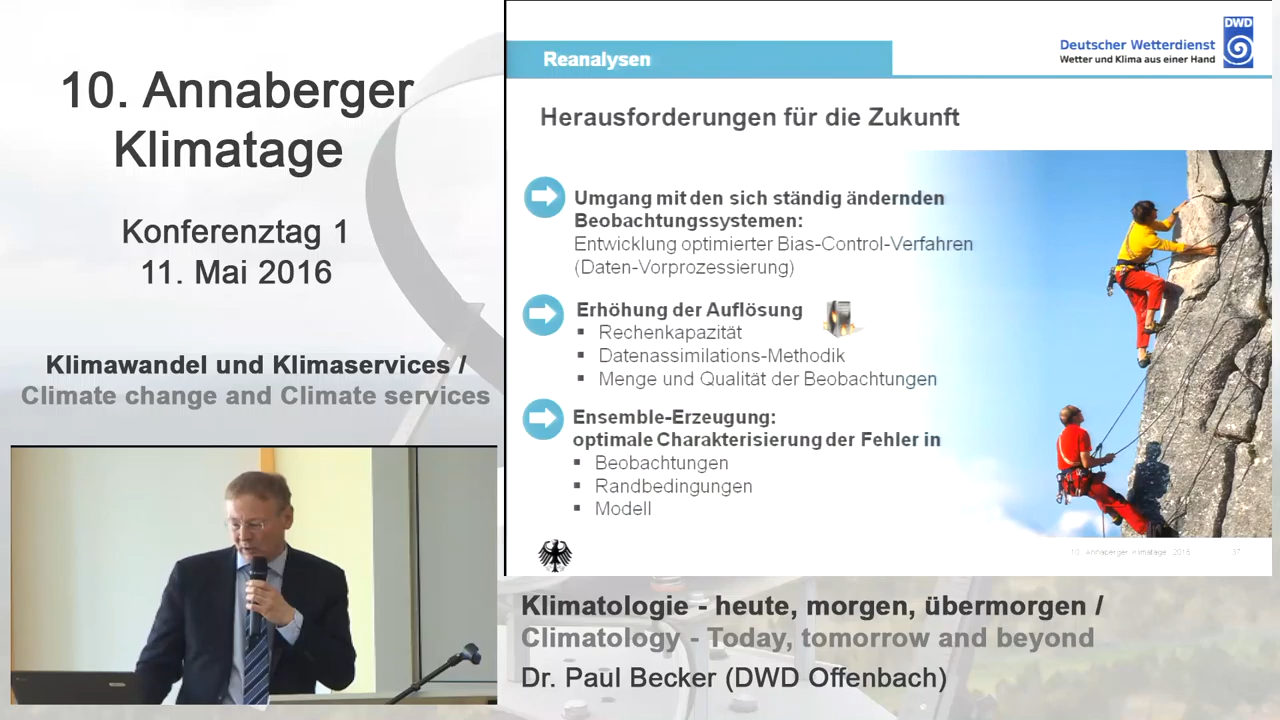 10. Annaberger
Klimatage
Konferenztag 1
11. Mai 2016
Klimawandel und Klimaservices /
Climate change and Climate services
Reanalysen
DWD
Deutscher Wetterdienst
Wetter und Klima aus einer Hand
Herausforderungen für die Zukunft
Umgang mit den sich ständig ändernden
Beobachtungssystemen:
Entwicklung optimierter Bias-Control-Verfahren
(Daten-Vorprozessierung)
Erhöhung der Auflösung
▪ Rechenkapazität
▪ Datenassimilations-Methodik
▪ Menge und Qualität der Beobachtungen
Ensemble-Erzeugung:
optimale Charakterisierung der Fehler in
▪ Beobachtungen
▪ Randbedingungen
▪ Modell
10. Annaberger Klimatage 2016 37
Klimatologie - heute, morgen, übermorgen /
Climatology - Today, tomorrow and beyond
Dr. Paul Becker (DWD Offenbach)